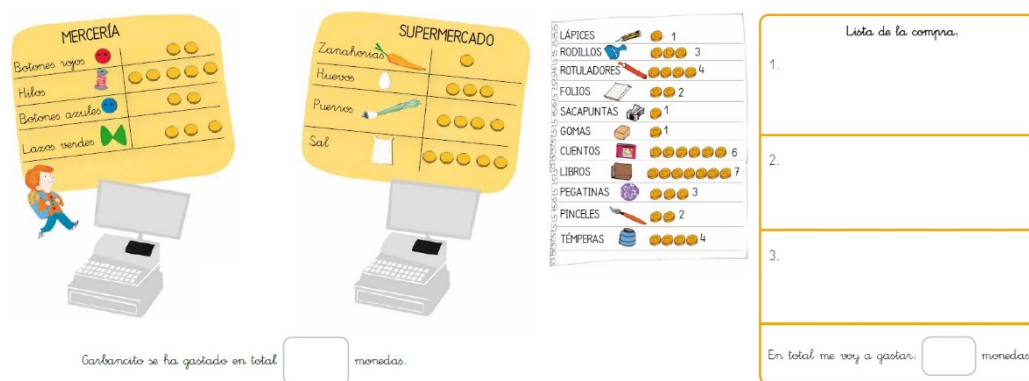 MERCERÍA
Botones rojos
Hilos
Botones azules
Lazos verdes
SUPERMERCADO
Zanahorias
Huevos
Puerros
Sal
Garbancito se ha gastado en total
monedas.
LÁPICES 1
RODILLOS 3
ROTULADORES 4
FOLIOS 2
SACAPUNTAS 1
GOMAS 1
CUENTOS 6
LIBROS 7
PEGATINAS 3
PINCELES 2
TÉMPERAS 4
Lista de la compra:
1.
2.
3.
En total me voy a gastar: monedas